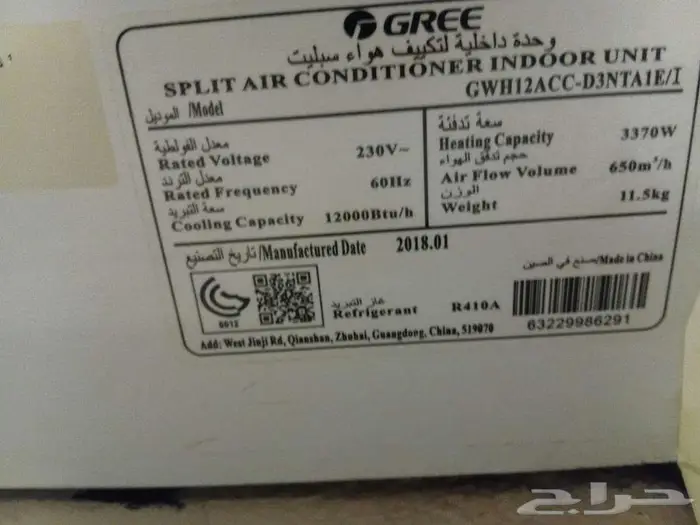 GREE
وحدة داخلية لتكييف هواء سبليت
SPLIT AIR CONDITIONER INDOOR UNIT
الموديل /Model
GWH12ACC-D3NTA1E/I
معدل الفولطية
Rated Voltage 230V~
معدل التردد
Rated Frequency 60Hz
سعة التبريد
Cooling Capacity 12000Btu/h
سعة تدفئة
Heating Capacity 3370W
حجم تدفق الهواء
Air Flow Volume 650m³/h
الوزن
Weight 11.5kg
تاريخ التصنيع /Manufactured Date 2018.01
يصنع في الصين/Made in China
غاز التبريد
Refrigerant R410A
63229986291
Add: West Jinji Rd, Qianshan, Zhuhai, Guangdong, China, 519070
حراج